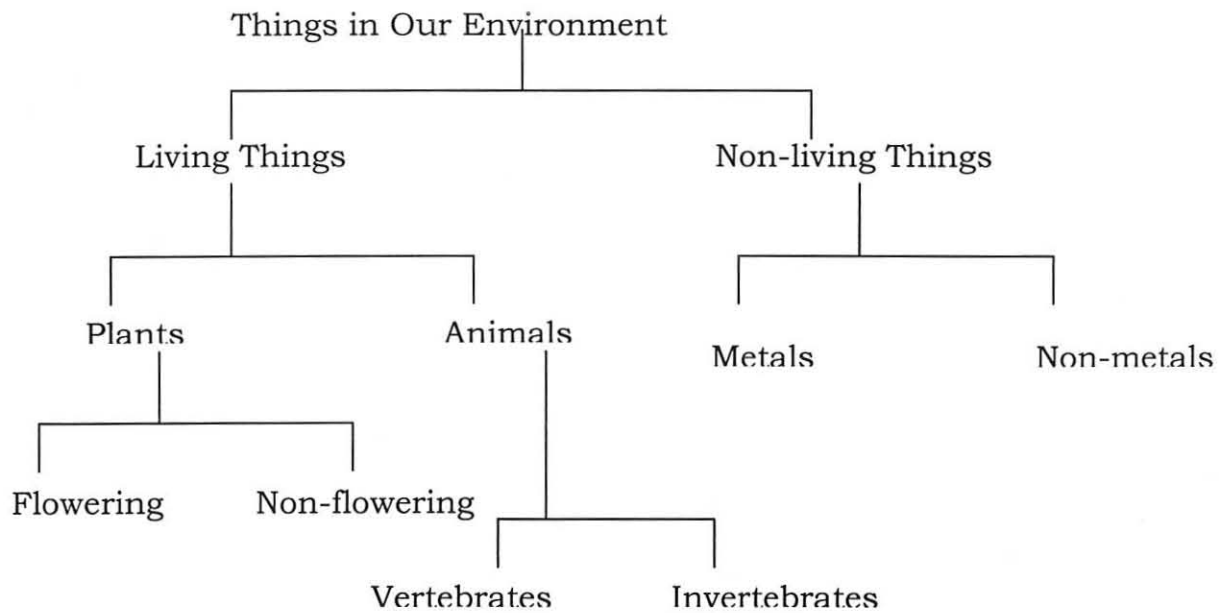 Things in Our Environment
Living Things
Non-living Things
Plants
Animals
Metals
Non-metals
Flowering
Non-flowering
Vertebrates
Invertebrates